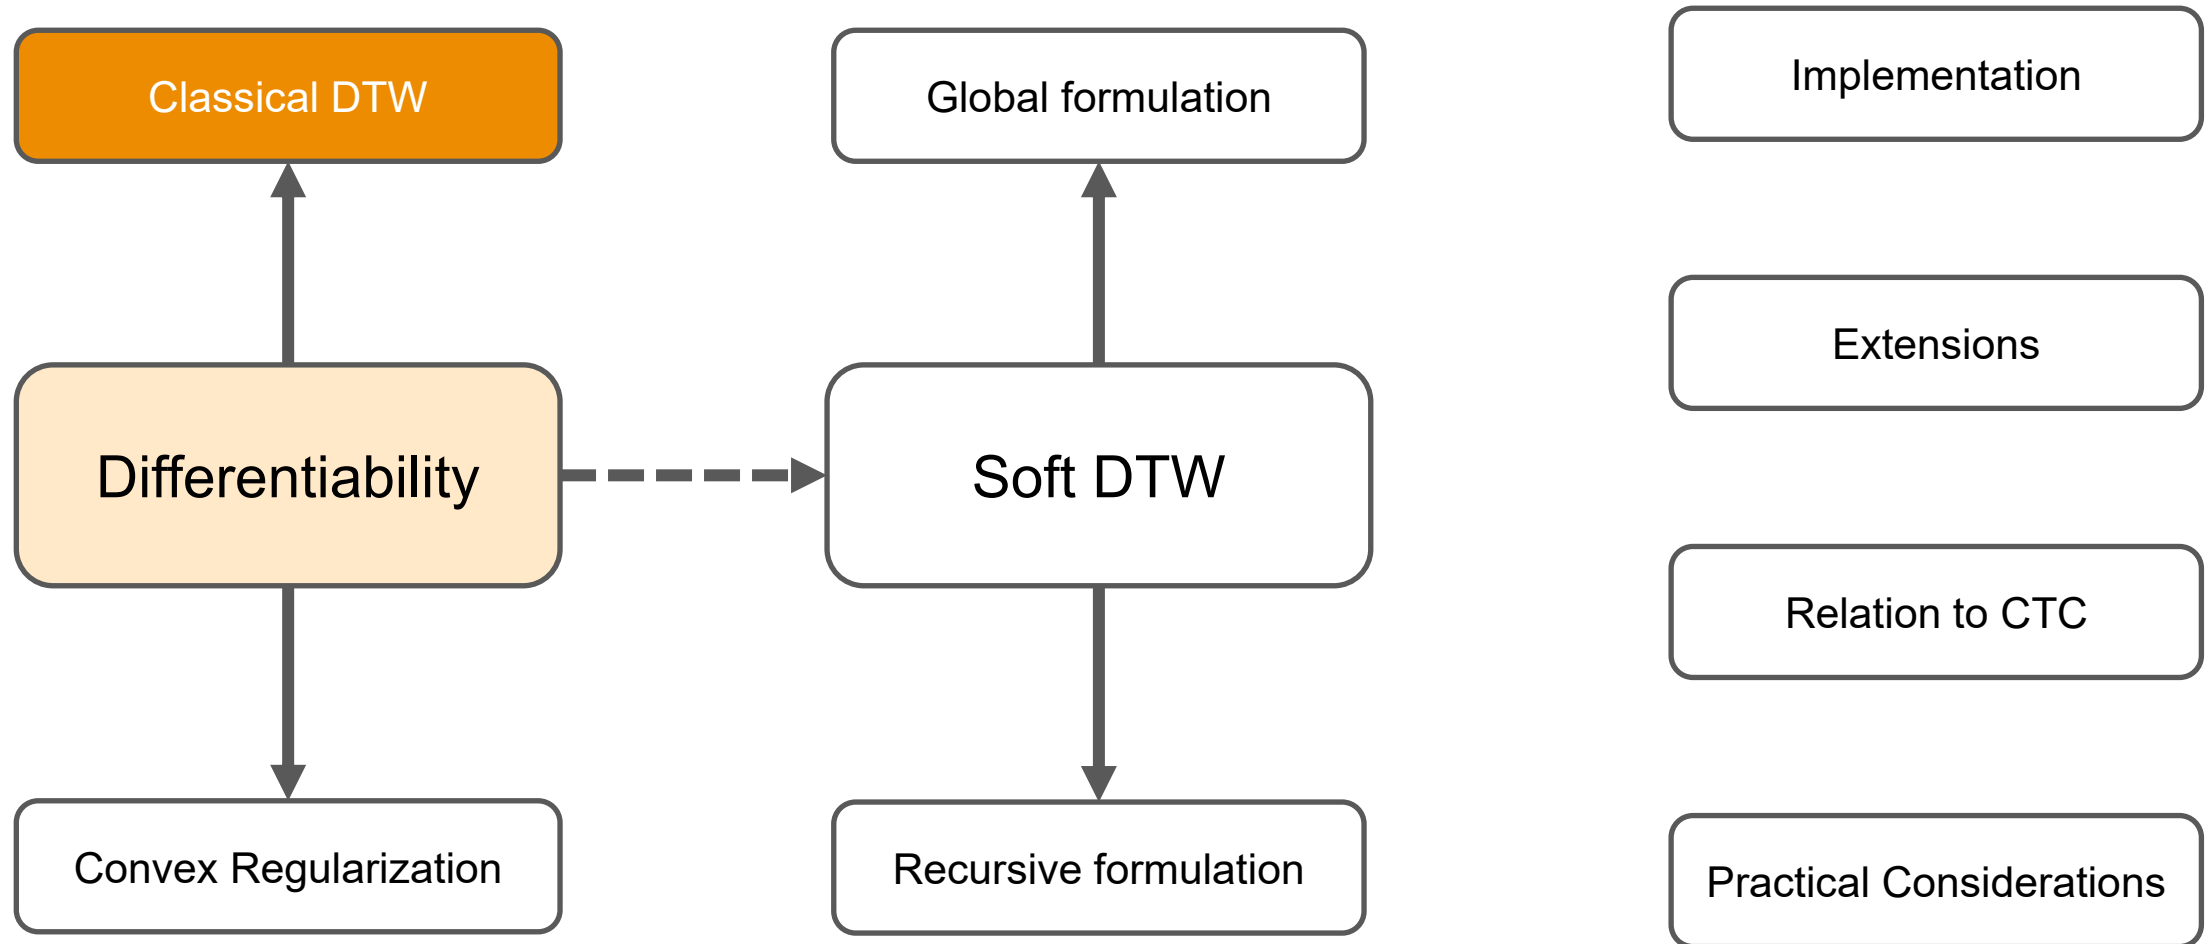 Classical DTW
Global formulation
Implementation
Extensions
Differentiability
Soft DTW
Relation to CTC
Convex Regularization
Recursive formulation
Practical Considerations